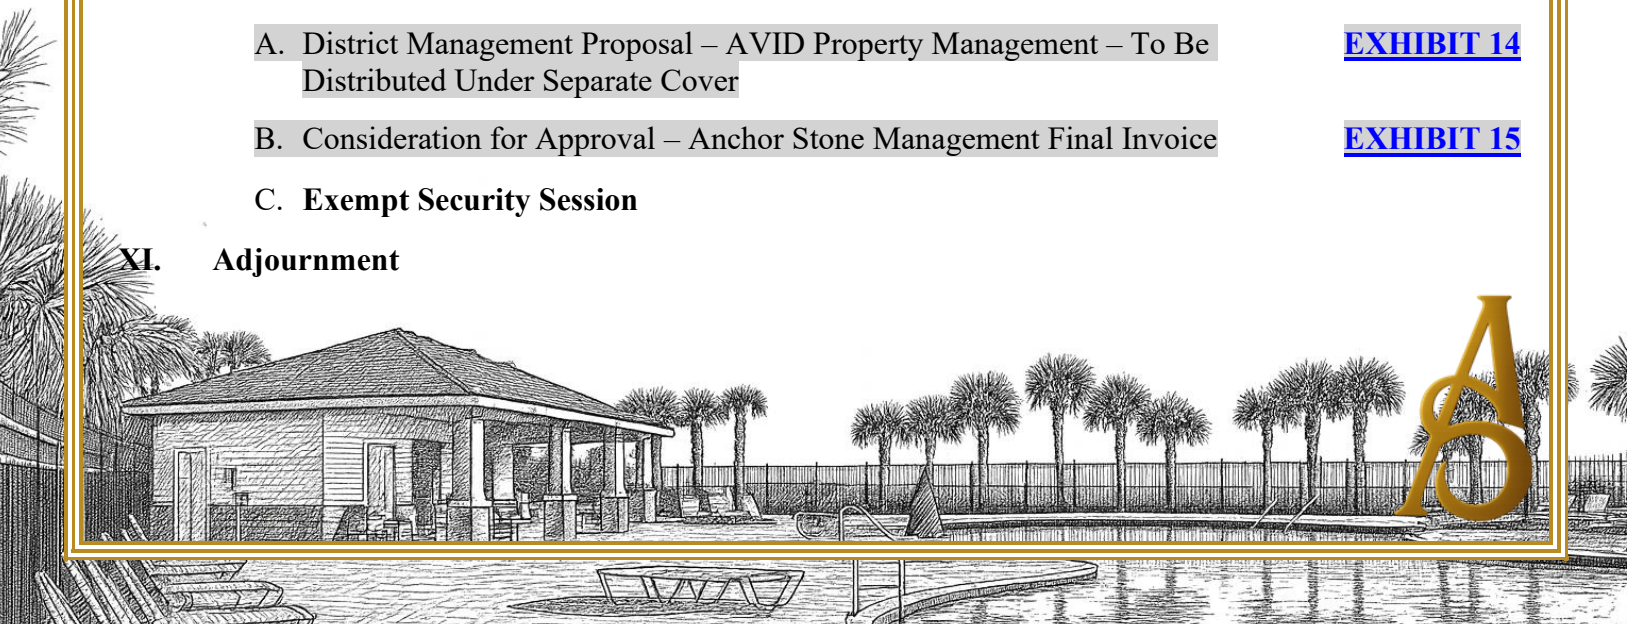 A. District Management Proposal – AVID Property Management – To Be EXHIBIT 14
Distributed Under Separate Cover
B. Consideration for Approval – Anchor Stone Management Final Invoice EXHIBIT 15
C. Exempt Security Session
XI. Adjournment
AS